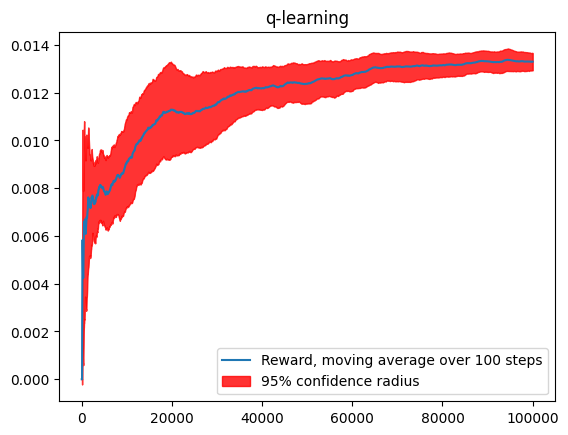 q-learning
0.014
0.012
0.010
0.008
0.006
0.004
0.002
0.000
Reward, moving average over 100 steps
95% confidence radius
0 20000 40000 60000 80000 100000